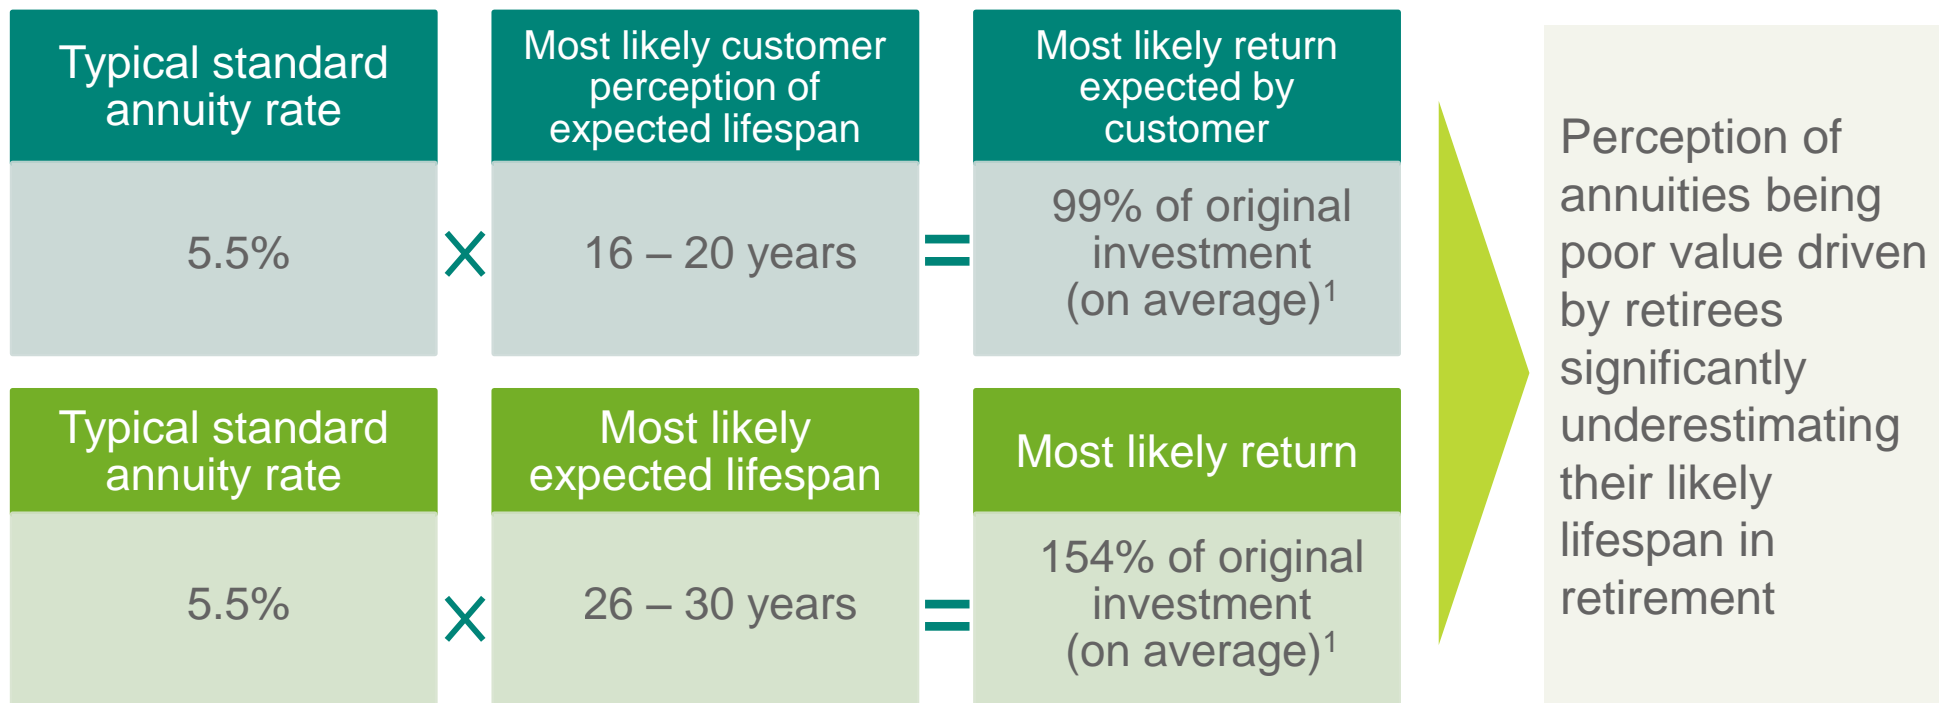 Typical standard
annuity rate
Most likely customer
perception of
expected lifespan
Most likely return
expected by
customer
5.5%
×
16 – 20 years
=
99% of original
investment
(on average)1
Typical standard
annuity rate
Most likely
expected lifespan
Most likely return
5.5%
×
26 – 30 years
=
154% of original
investment
(on average)1
Perception of
annuities being
poor value driven
by retirees
significantly
underestimating
their likely
lifespan in
retirement